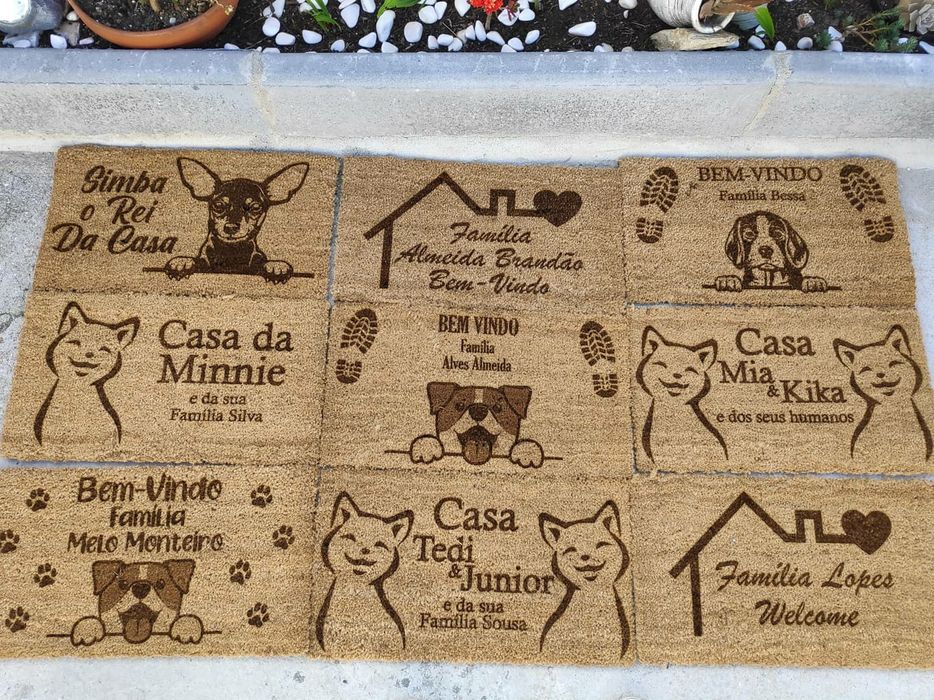 Simba
o Rei
Da Casa
Família
Almeida Brandão
Bem-Vindo
BEM-VINDO
Família Bessa
Casa da
Minnie
e da sua
Família Silva
BEM VINDO
Família
Alves Almeida
Casa
Mia
& Kika
e dos seus humanos
Bem-Vindo
Família
Melo Monteiro
Casa
Tedi
& Junior
e da sua
Família Sousa
Família Lopes
Welcome